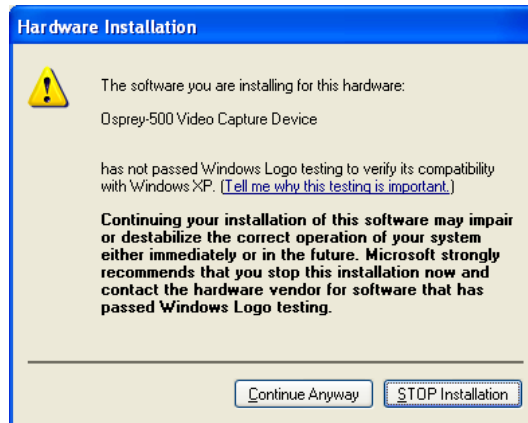 Hardware Installation
The software you are installing for this hardware:
Osprey-500 Video Capture Device
has not passed Windows Logo testing to verify its compatibility
with Windows XP. (Tell me why this testing is important.)
Continuing your installation of this software may impair
or destabilize the correct operation of your system
either immediately or in the future. Microsoft strongly
recommends that you stop this installation now and
contact the hardware vendor for software that has
passed Windows Logo testing.
Continue Anyway
STOP Installation